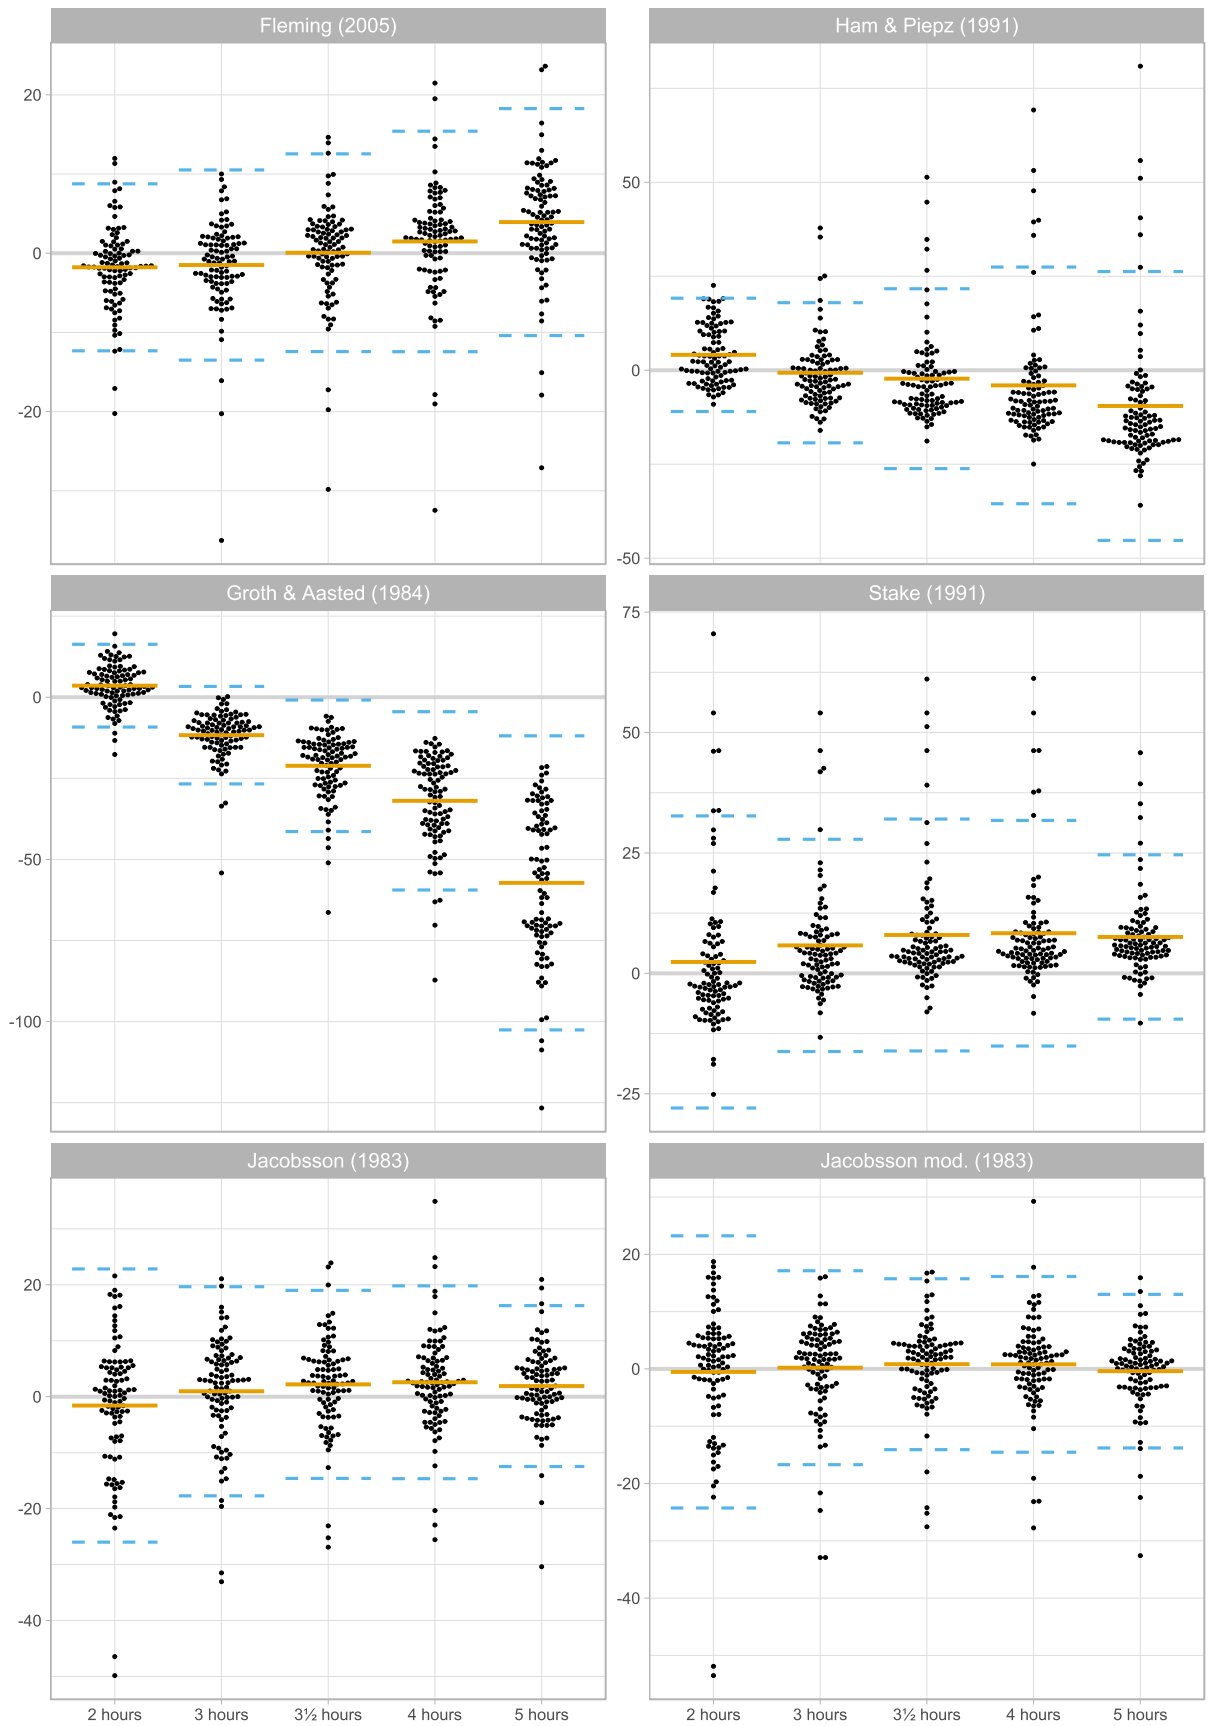 Fleming (2005)
Ham & Piepz (1991)
20
0
-20
50
0
-50
Groth & Aasted (1984)
Stake (1991)
0
-50
-100
75
50
25
0
-25
Jacobsson (1983)
Jacobsson mod. (1983)
20
0
-20
-40
20
0
-20
-40
2 hours 3 hours 3½ hours 4 hours 5 hours
2 hours 3 hours 3½ hours 4 hours 5 hours